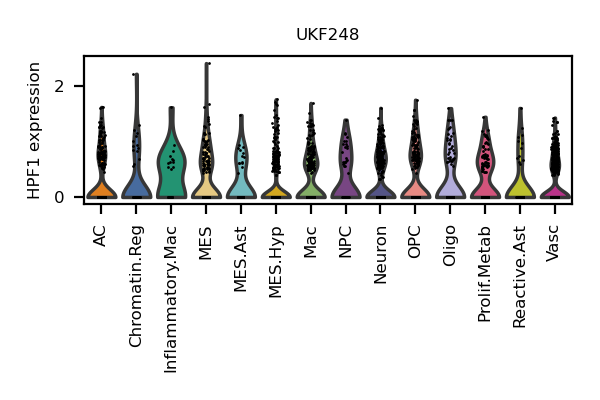 UKF248
HPF1 expression
2
0
AC
Chromatin.Reg
Inflammatory.Mac
MES
MES.Ast
MES.Hyp
Mac
NPC
Neuron
OPC
Oligo
Prolif.Metab
Reactive.Ast
Vasc